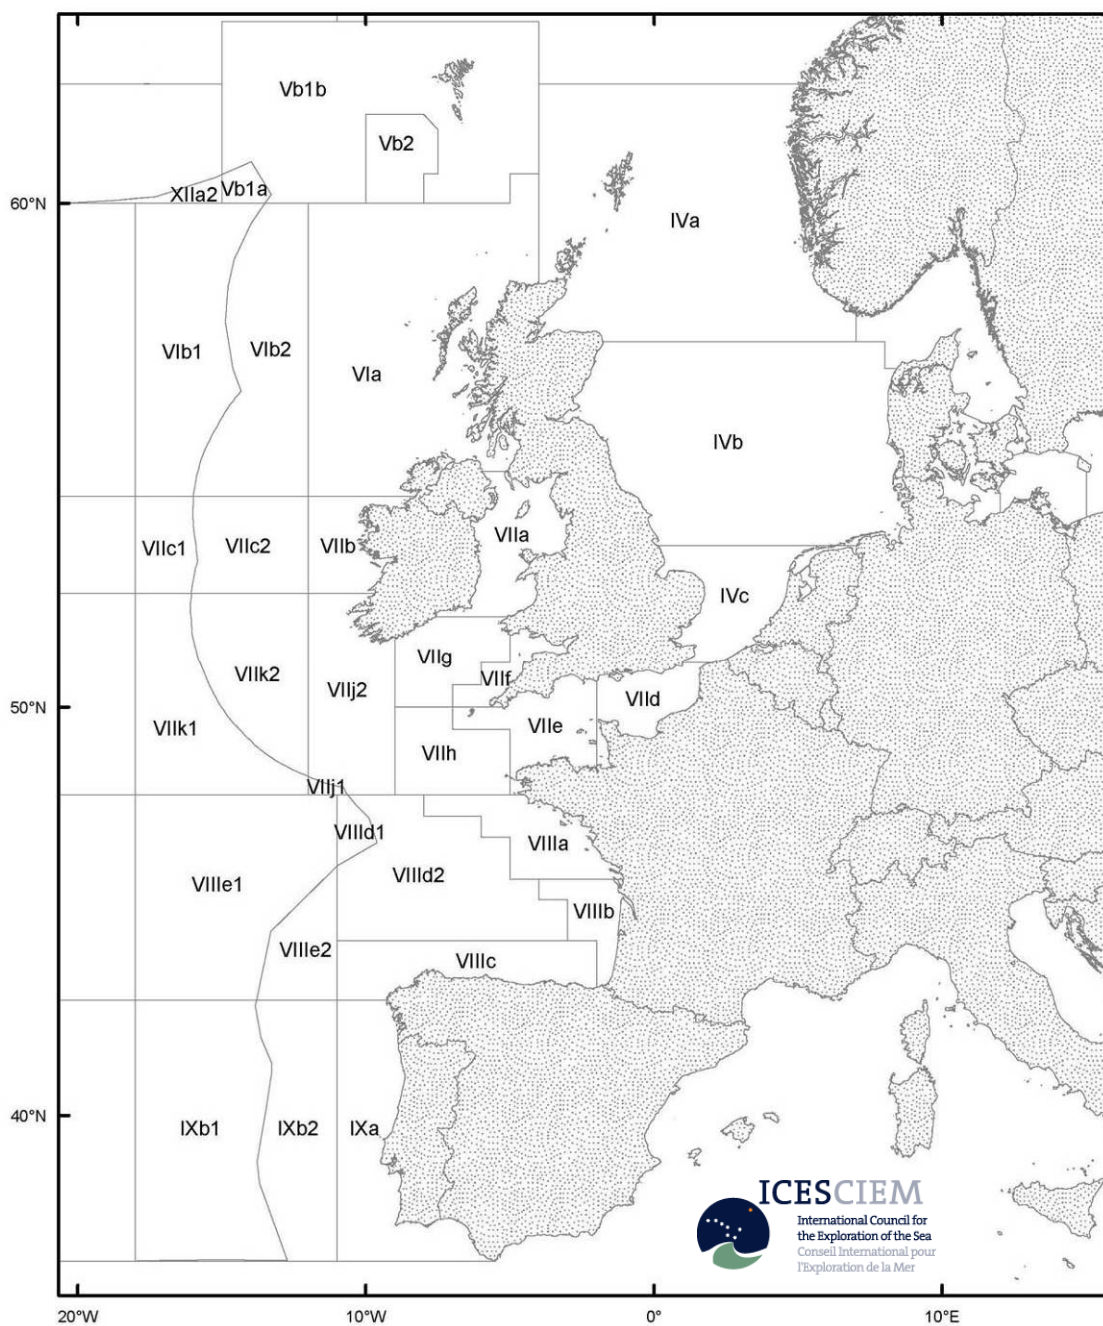 Vb1b
Vb2
XIIa2
Vb1a
60°N
IVa
VIb1
VIb2
VIa
IVb
VIIc1
VIIc2
VIIb
VIIa
IVc
VIIg
VIIk2
VIIj2
VIIf
VIId
50°N
VIIk1
VIIe
VIIh
VIIj1
VIIId1
VIIIa
VIIId2
VIIIe1
VIIIb
VIIIe2
VIIIc
40°N
IXb1
IXb2
IXa
ICESCIEM
International Council for
the Exploration of the Sea
Conseil International pour
l'Exploration de la Mer
20°W
10°W
0°
10°E